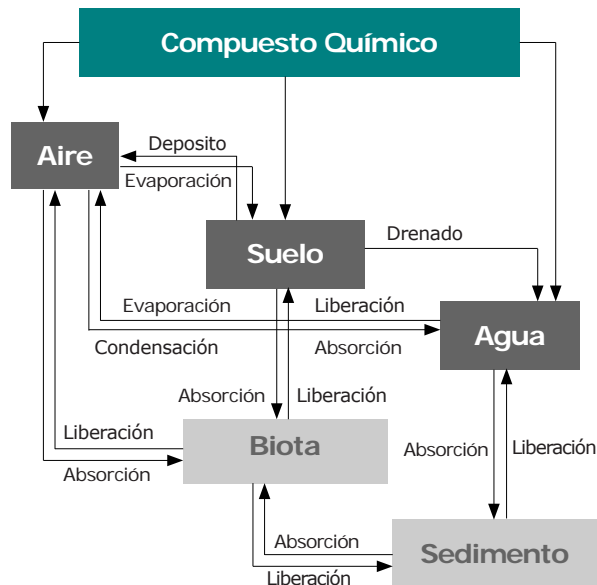 Compuesto Químico
Aire
Deposito
Evaporación
Suelo
Drenado
Evaporación
Liberación
Agua
Condensación
Absorción
Absorción
Liberación
Liberación
Biota
Absorción
Liberación
Absorción
Absorción
Sedimento
Liberación